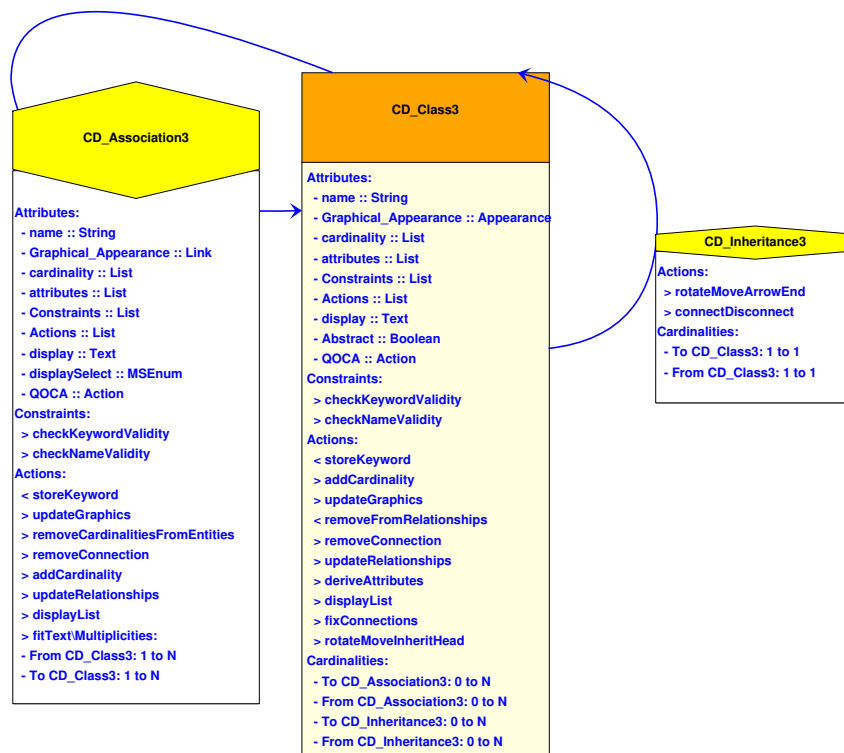 CD_Association3
Attributes:
- name :: String
- Graphical_Appearance :: Link
- cardinality :: List
- attributes :: List
- Constraints :: List
- Actions :: List
- display :: Text
- displaySelect :: MSEnum
- QOCA :: Action
Constraints:
> checkKeywordValidity
> checkNameValidity
Actions:
< storeKeyword
> updateGraphics
> removeCardinalitiesFromEntities
> removeConnection
> addCardinality
> updateRelationships
> displayList
> fitText\Multiplicities:
- From CD_Class3: 1 to N
- To CD_Class3: 1 to N
CD_Class3
Attributes:
- name :: String
- Graphical_Appearance :: Appearance
- cardinality :: List
- attributes :: List
- Constraints :: List
- Actions :: List
- display :: Text
- Abstract :: Boolean
- QOCA :: Action
Constraints:
> checkKeywordValidity
> checkNameValidity
Actions:
< storeKeyword
> addCardinality
> updateGraphics
< removeFromRelationships
> removeConnection
> updateRelationships
> deriveAttributes
> displayList
> fixConnections
> rotateMoveInheritHead
Cardinalities:
- To CD_Association3: 0 to N
- From CD_Association3: 0 to N
- To CD_Inheritance3: 0 to N
- From CD_Inheritance3: 0 to N
CD_Inheritance3
Actions:
> rotateMoveArrowEnd
> connectDisconnect
Cardinalities:
- To CD_Class3: 1 to 1
- From CD_Class3: 1 to 1